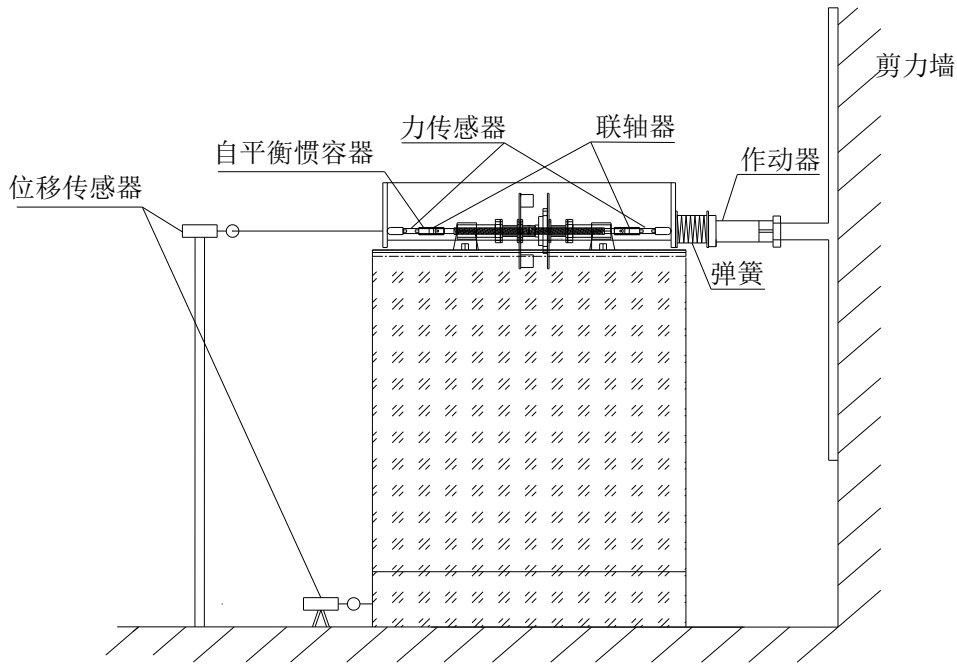 剪力墙
力传感器
联轴器
自平衡惯容器
作动器
位移传感器
弹簧